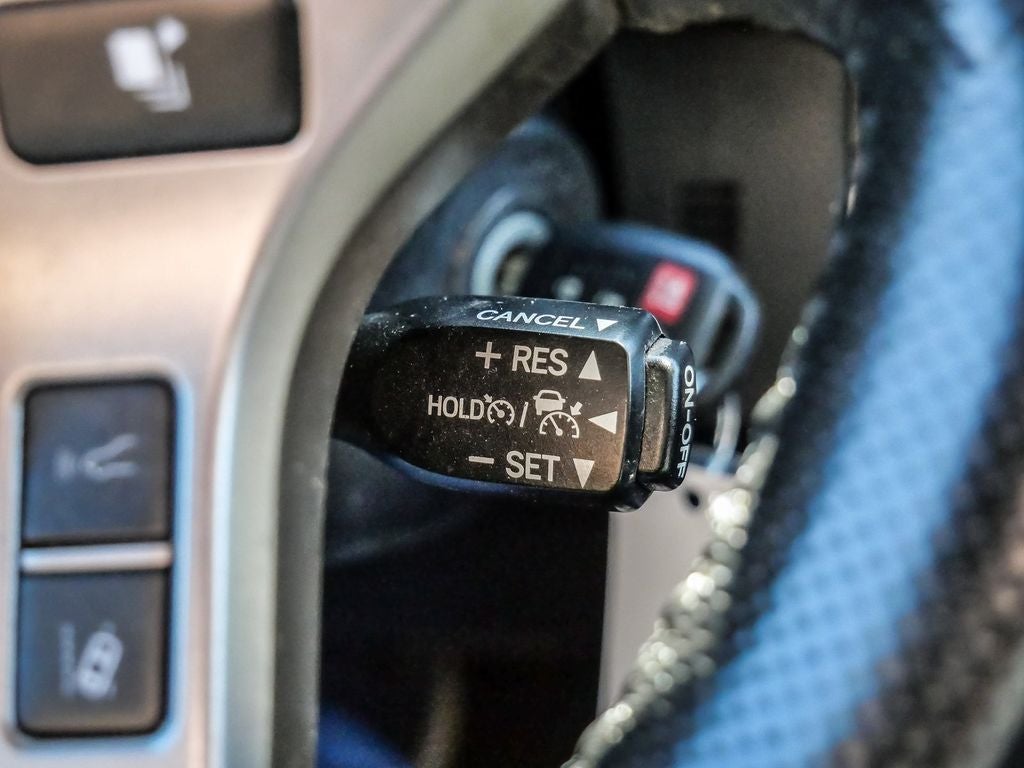 CANCEL
+ RES
HOLD /
− SET
ON-OFF